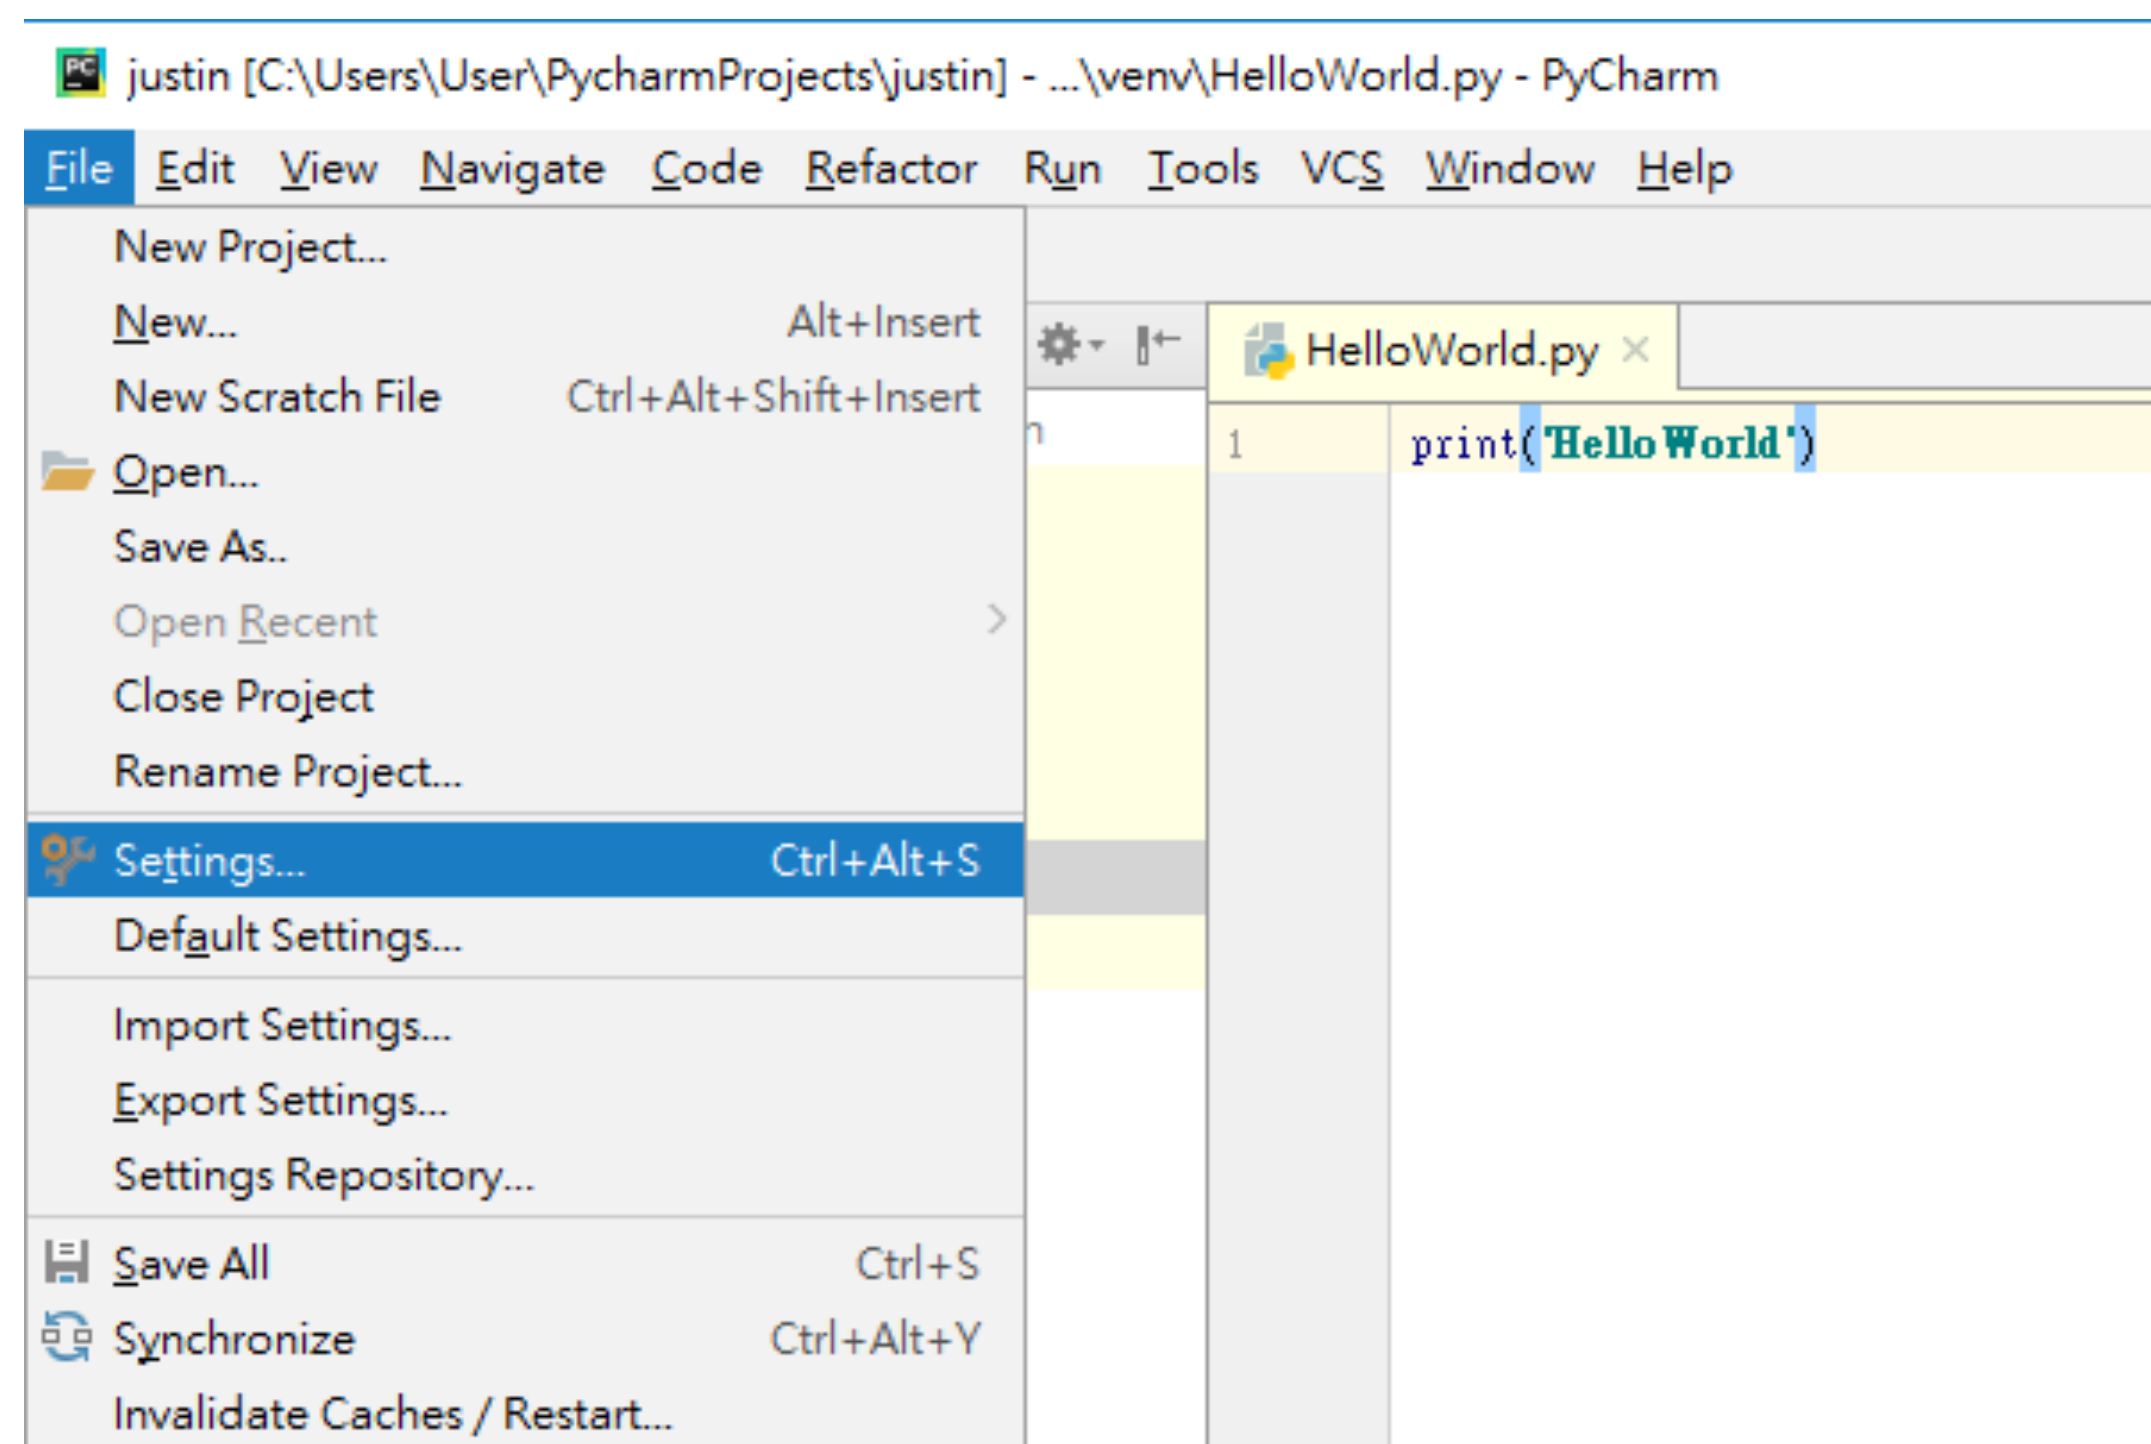 justin [C:\Users\User\PycharmProjects\justin] - ...\venv\HelloWorld.py - PyCharm
File Edit View Navigate Code Refactor Run Tools VCS Window Help
New Project...
New... Alt+Insert
New Scratch File Ctrl+Alt+Shift+Insert
Open...
Save As..
Open Recent
Close Project
Rename Project...
Settings... Ctrl+Alt+S
Default Settings...
Import Settings...
Export Settings...
Settings Repository...
Save All Ctrl+S
Synchronize Ctrl+Alt+Y
Invalidate Caches / Restart...
HelloWorld.py
1 print('Hello World')